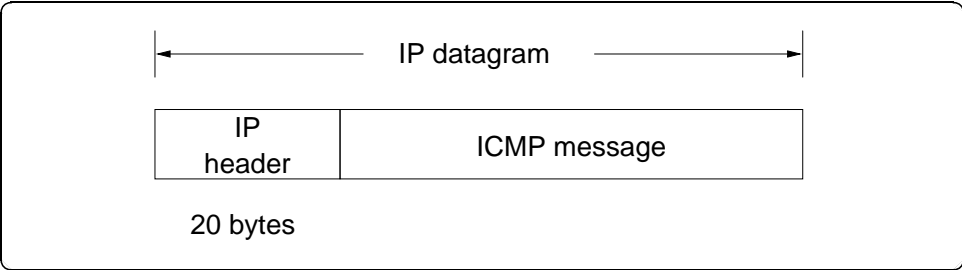 IP datagram
IP
header
ICMP message
20 bytes